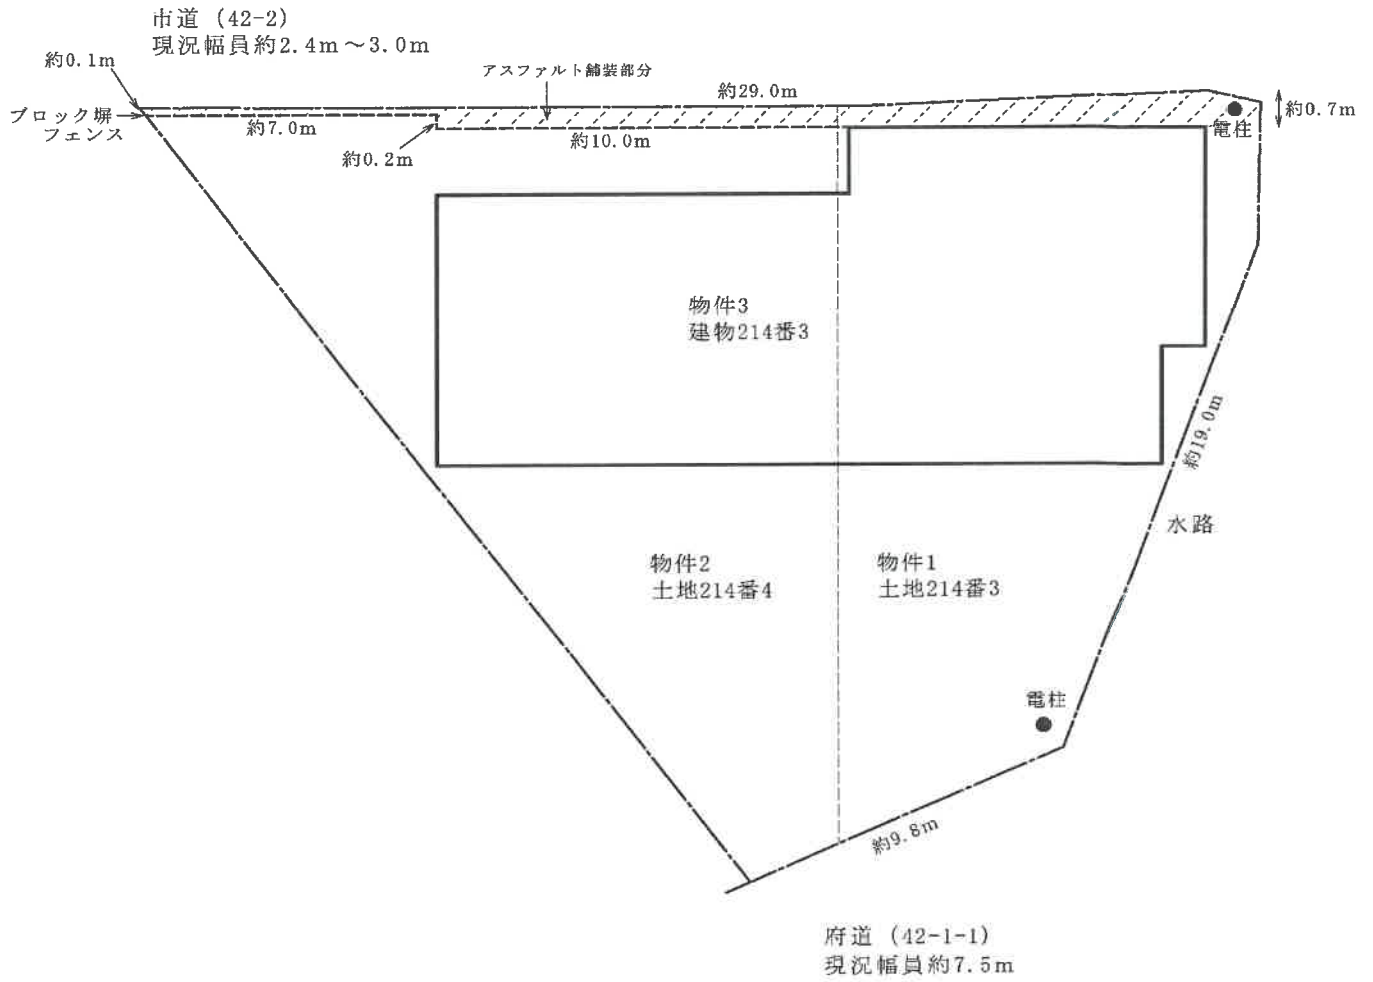 市道 (42-2)
現況幅員約2.4m～3.0m
約0.1m
アスファルト舗装部分
約29.0m
約0.7m
ブロック塀
フェンス
約7.0m
約0.2m
約10.0m
電柱
物件3
建物214番3
約19.0m
水路
物件2
土地214番4
物件1
土地214番3
電柱
約9.8m
府道 (42-1-1)
現況幅員約7.5m